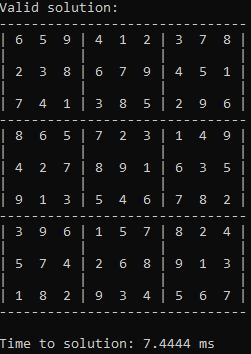 Valid solution:
-------------------------------
| 6  5  9 | 4  1  2 | 3  7  8 |
|         |         |         |
| 2  3  8 | 6  7  9 | 4  5  1 |
|         |         |         |
| 7  4  1 | 3  8  5 | 2  9  6 |
-------------------------------
| 8  6  5 | 7  2  3 | 1  4  9 |
|         |         |         |
| 4  2  7 | 8  9  1 | 6  3  5 |
|         |         |         |
| 9  1  3 | 5  4  6 | 7  8  2 |
-------------------------------
| 3  9  6 | 1  5  7 | 8  2  4 |
|         |         |         |
| 5  7  4 | 2  6  8 | 9  1  3 |
|         |         |         |
| 1  8  2 | 9  3  4 | 5  6  7 |
-------------------------------
Time to solution: 7.4444 ms